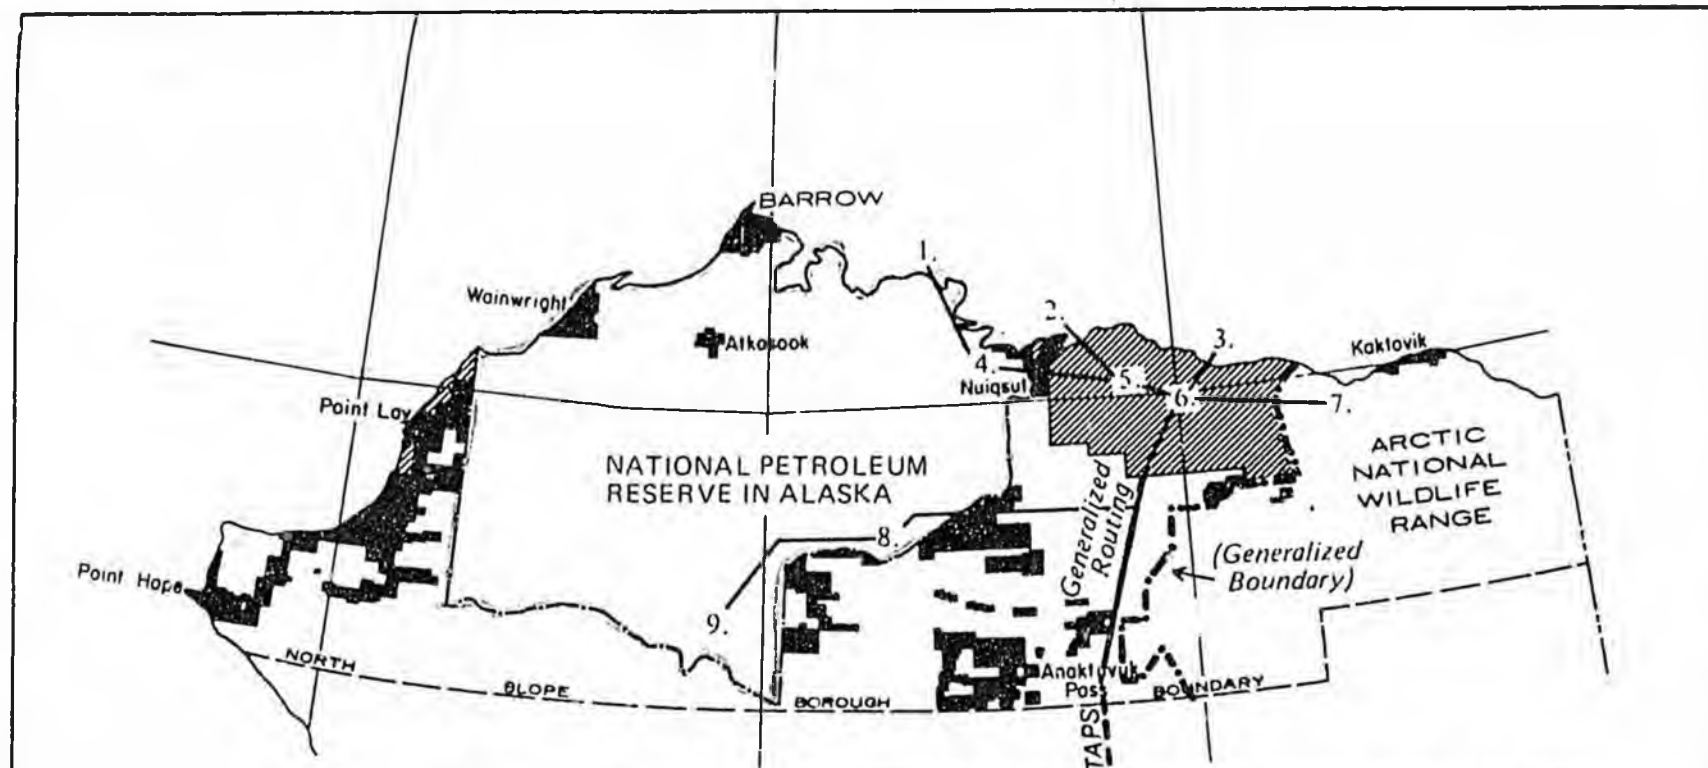 BARROW
1.
Wainwright
2.
Atkasook
3.
Kaktovik
4.
5.
Nuiqsut
6.
7.
Point Lay
ARCTIC
NATIONAL
WILDLIFE
RANGE
NATIONAL PETROLEUM
RESERVE IN ALASKA
Generalized
Routing
8.
(Generalized
Boundary)
Point Hope
9.
NORTH
SLOPE
BOROUGH
BOUNDARY
Anaktuvuk
Pass
TAPS